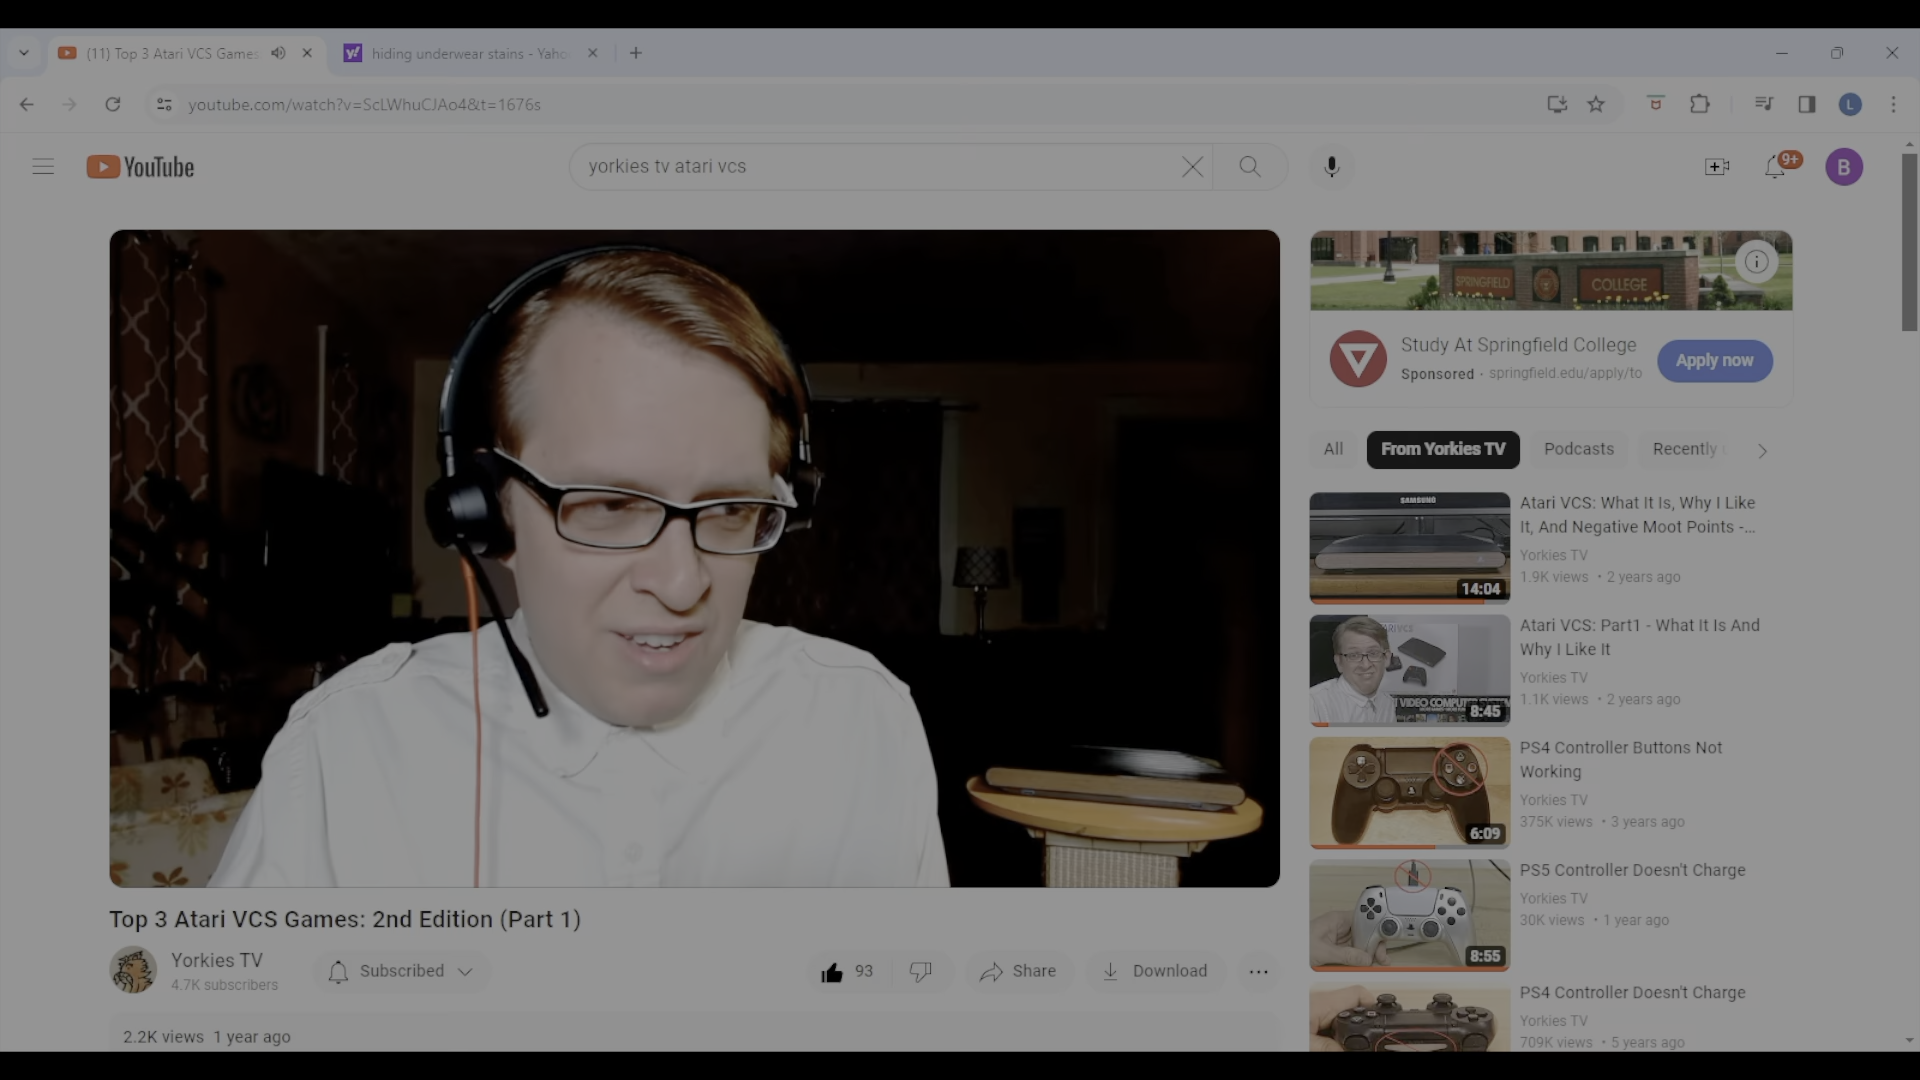 (11) Top 3 Atari VCS Games
hiding underwear stains - Yaho
youtube.com/watch?v=ScLWhuCJAo4&t=1676s
L
YouTube
yorkies tv atari vcs
9+
B
SPRINGFIELD COLLEGE
Study At Springfield College
Sponsored · springfield.edu/apply/to
Apply now
All
From Yorkies TV
Podcasts
Recently
SAMSUNG
14:04
Atari VCS: What It Is, Why I Like
It, And Negative Moot Points -...
Yorkies TV
1.9K views • 2 years ago
8:45
Atari VCS: Part1 - What It Is And
Why I Like It
Yorkies TV
1.1K views • 2 years ago
6:09
PS4 Controller Buttons Not
Working
Yorkies TV
375K views • 3 years ago
8:55
PS5 Controller Doesn't Charge
Yorkies TV
30K views • 1 year ago
PS4 Controller Doesn't Charge
Yorkies TV
709K views • 5 years ago
Top 3 Atari VCS Games: 2nd Edition (Part 1)
Yorkies TV
4.7K subscribers
Subscribed
93
Share
Download
2.2K views 1 year ago